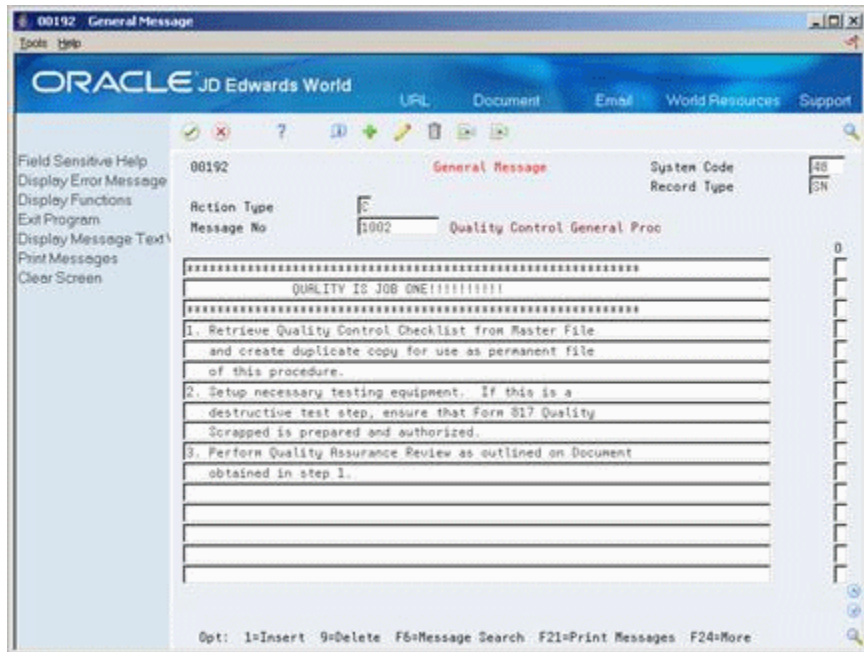 00192 General Message
Tools Help
ORACLE JD Edwards World
URL Document Email World Resources Support
Field Sensitive Help
Display Error Message
Display Functions
Exit Program
Display Message Text
Print Messages
Clear Screen
00192 General Message System Code 48
Record Type SN
Action Type
Message No 1002 Quality Control General Proc
O
************************************************************
QUALITY IS JOB ONE!!!!!!!!!!
************************************************************
1. Retrieve Quality Control Checklist from Master File
and create duplicate copy for use as permanent file
of this procedure.
2. Setup necessary testing equipment. If this is a
destructive test step, ensure that Form 817 Quality
Scrapped is prepared and authorized.
3. Perform Quality Assurance Review as outlined on Document
obtained in step 1.
Opt: 1=Insert 9=Delete F6=Message Search F21=Print Messages F24=More